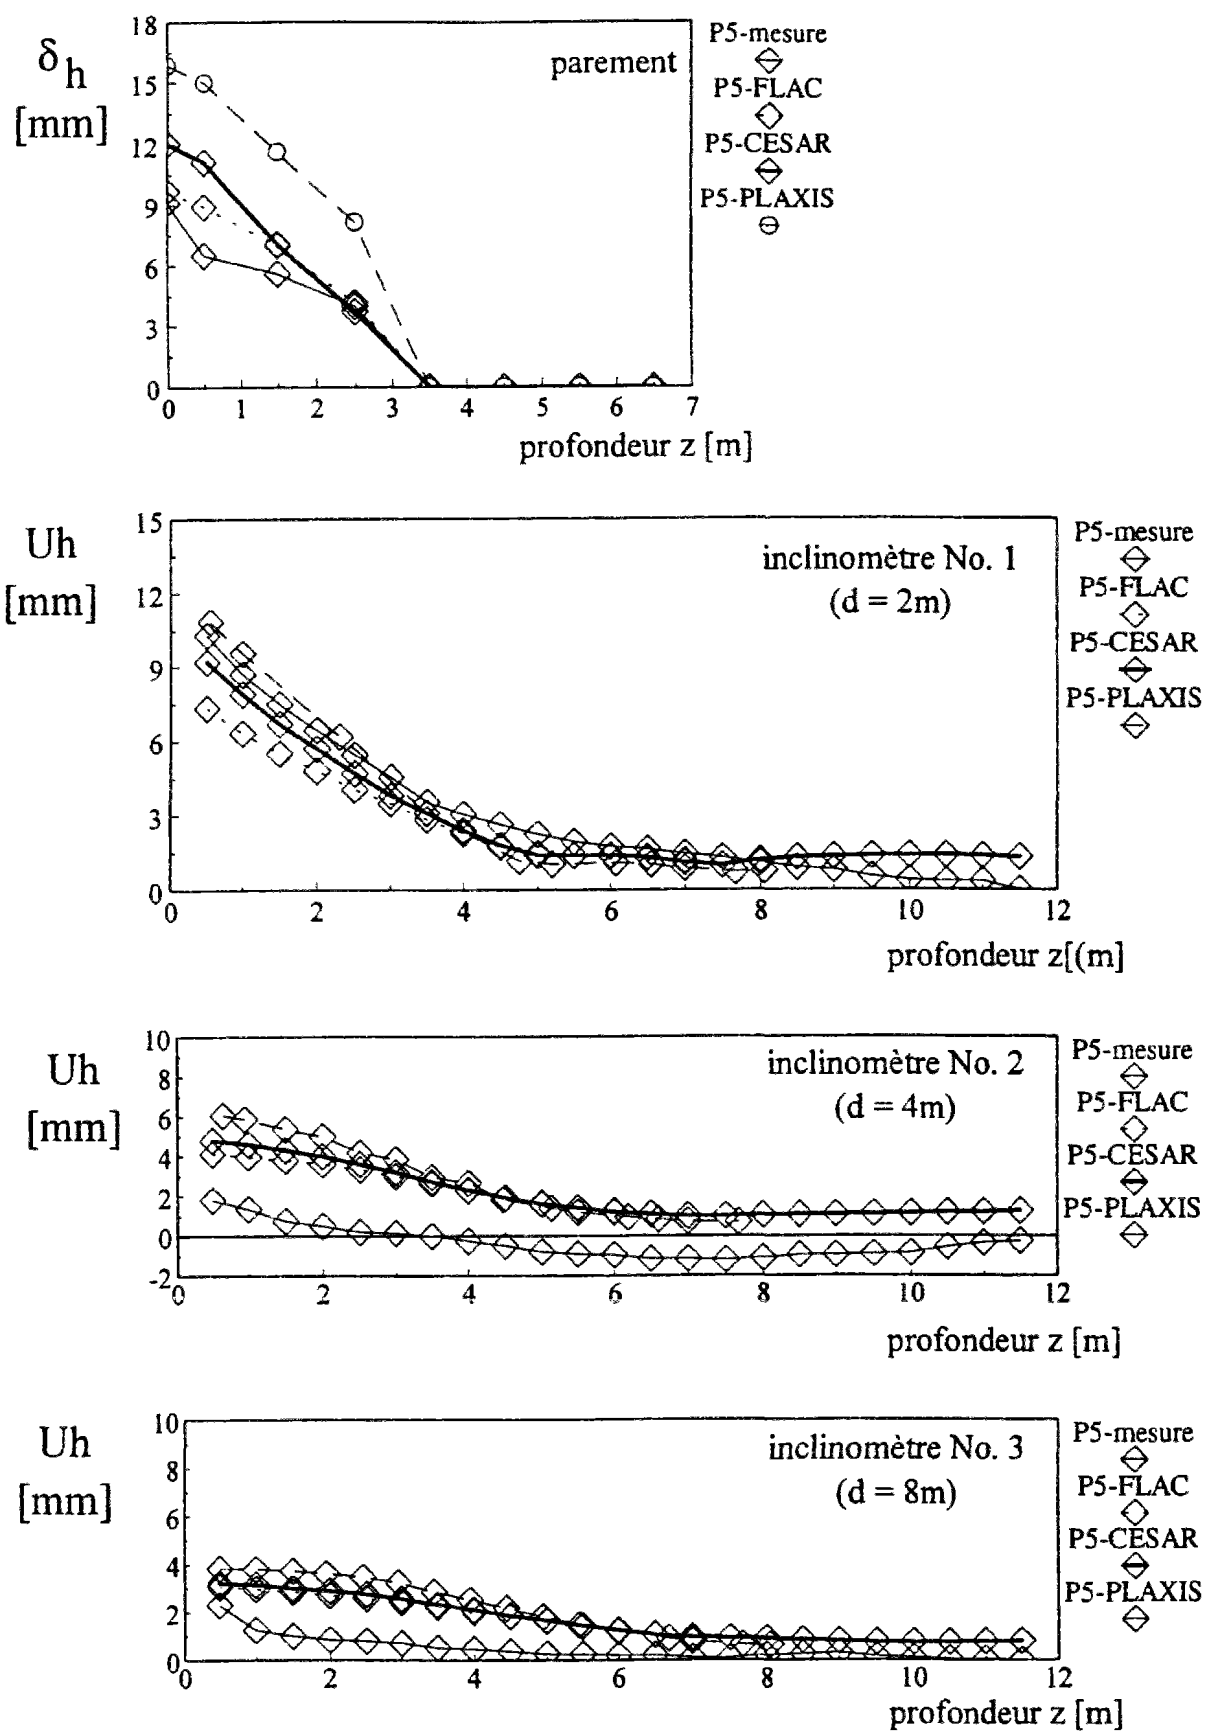 δh
[mm]
18
15
12
9
6
3
0
parement
P5-mesure
P5-FLAC
P5-CESAR
P5-PLAXIS
0 1 2 3 4 5 6 7
profondeur z [m]
Uh
[mm]
15
12
9
6
3
0
inclinomètre No. 1
(d = 2m)
P5-mesure
P5-FLAC
P5-CESAR
P5-PLAXIS
0 2 4 6 8 10 12
profondeur z[(m]
Uh
[mm]
10
8
6
4
2
0
-2
inclinomètre No. 2
(d = 4m)
P5-mesure
P5-FLAC
P5-CESAR
P5-PLAXIS
0 2 4 6 8 10 12
profondeur z [m]
Uh
[mm]
10
8
6
4
2
0
inclinomètre No. 3
(d = 8m)
P5-mesure
P5-FLAC
P5-CESAR
P5-PLAXIS
0 2 4 6 8 10 12
profondeur z [m]